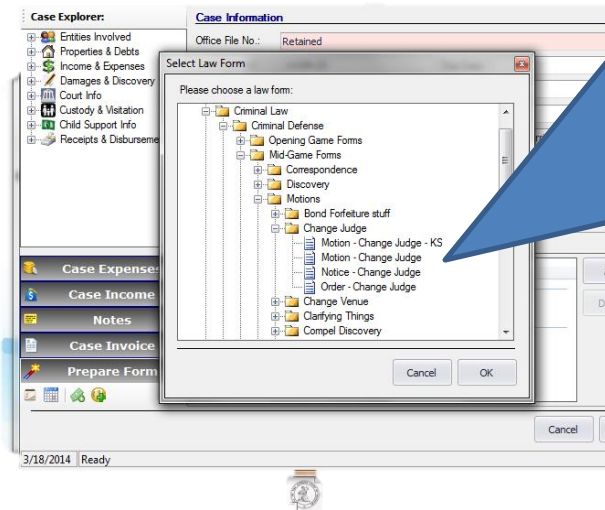 Case Explorer:
Case Information
Entities Involved
Properties & Debts
Income & Expenses
Damages & Discovery
Court Info
Custody & Visitation
Child Support Info
Receipts & Disburseme
Office File No.: Retained
Select Law Form
Please choose a law form:
Criminal Law
Criminal Defense
Opening Game Forms
Mid-Game Forms
Correspondence
Discovery
Motions
Bond Forfeiture stuff
Change Judge
Motion - Change Judge - KS
Motion - Change Judge
Notice - Change Judge
Order - Change Judge
Change Venue
Clarifying Things
Compel Discovery
Cancel OK
Case Expenses
Case Income
Notes
Case Invoice
Prepare Form
Cancel
3/18/2014 Ready